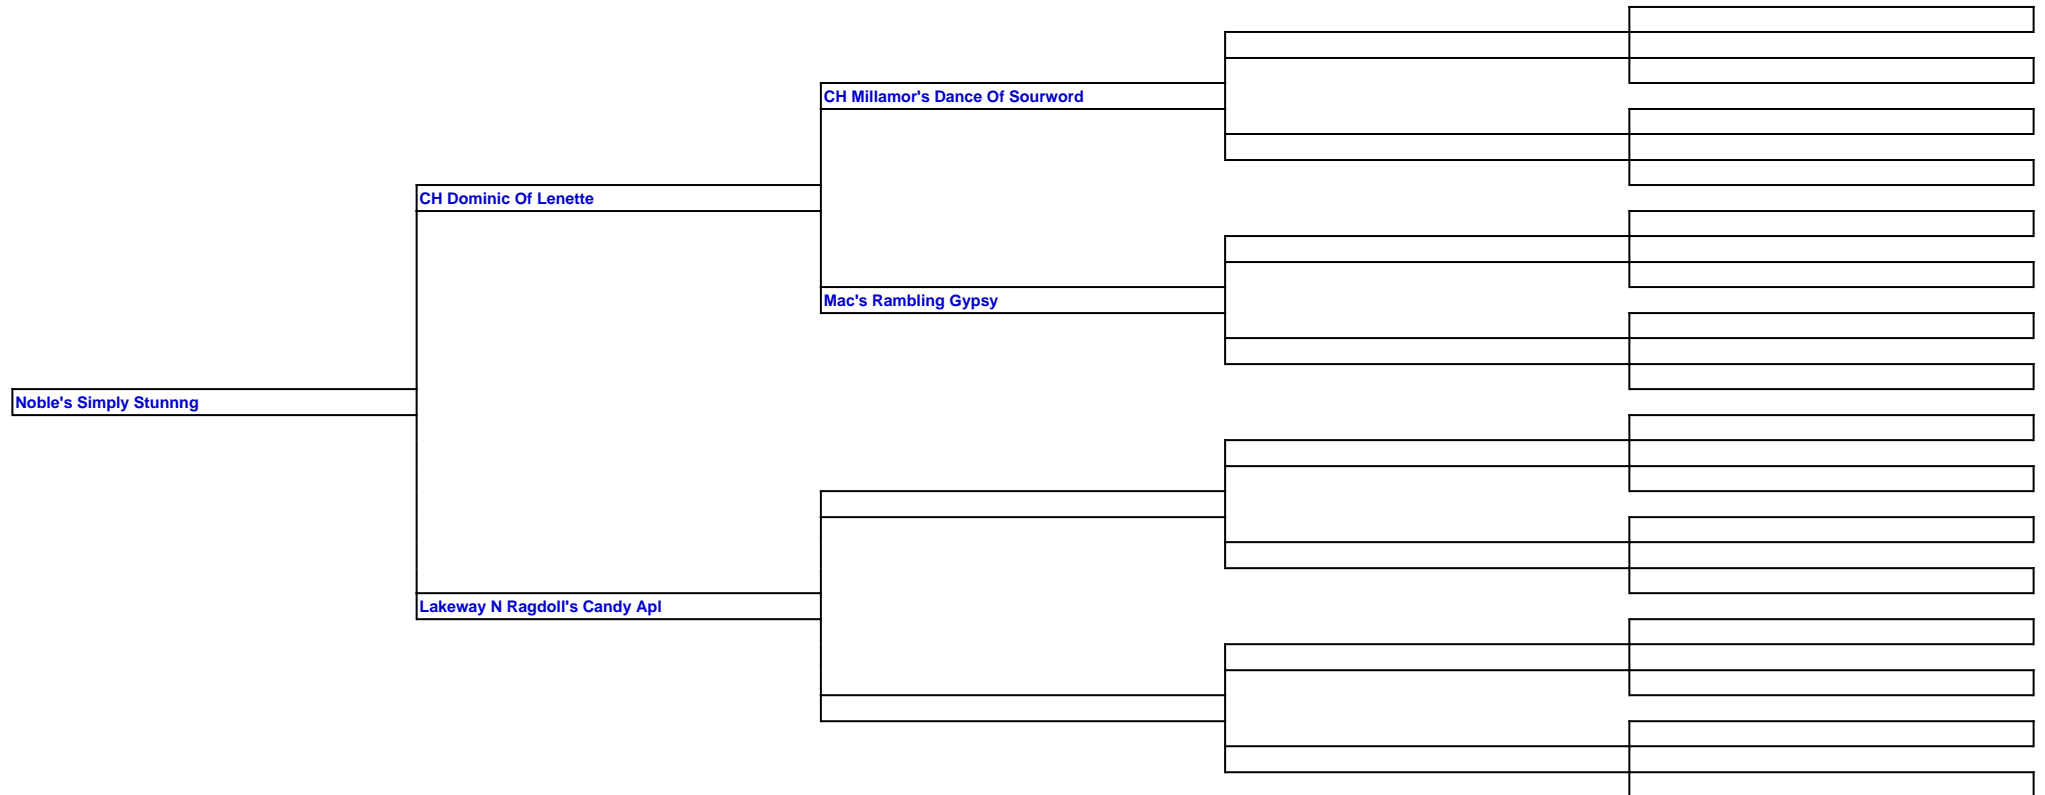 CH Millamor's Dance Of Sourword
CH Dominic Of Lenette
Mac's Rambling Gypsy
Noble's Simply Stunnng
Lakeway N Ragdoll's Candy Apl